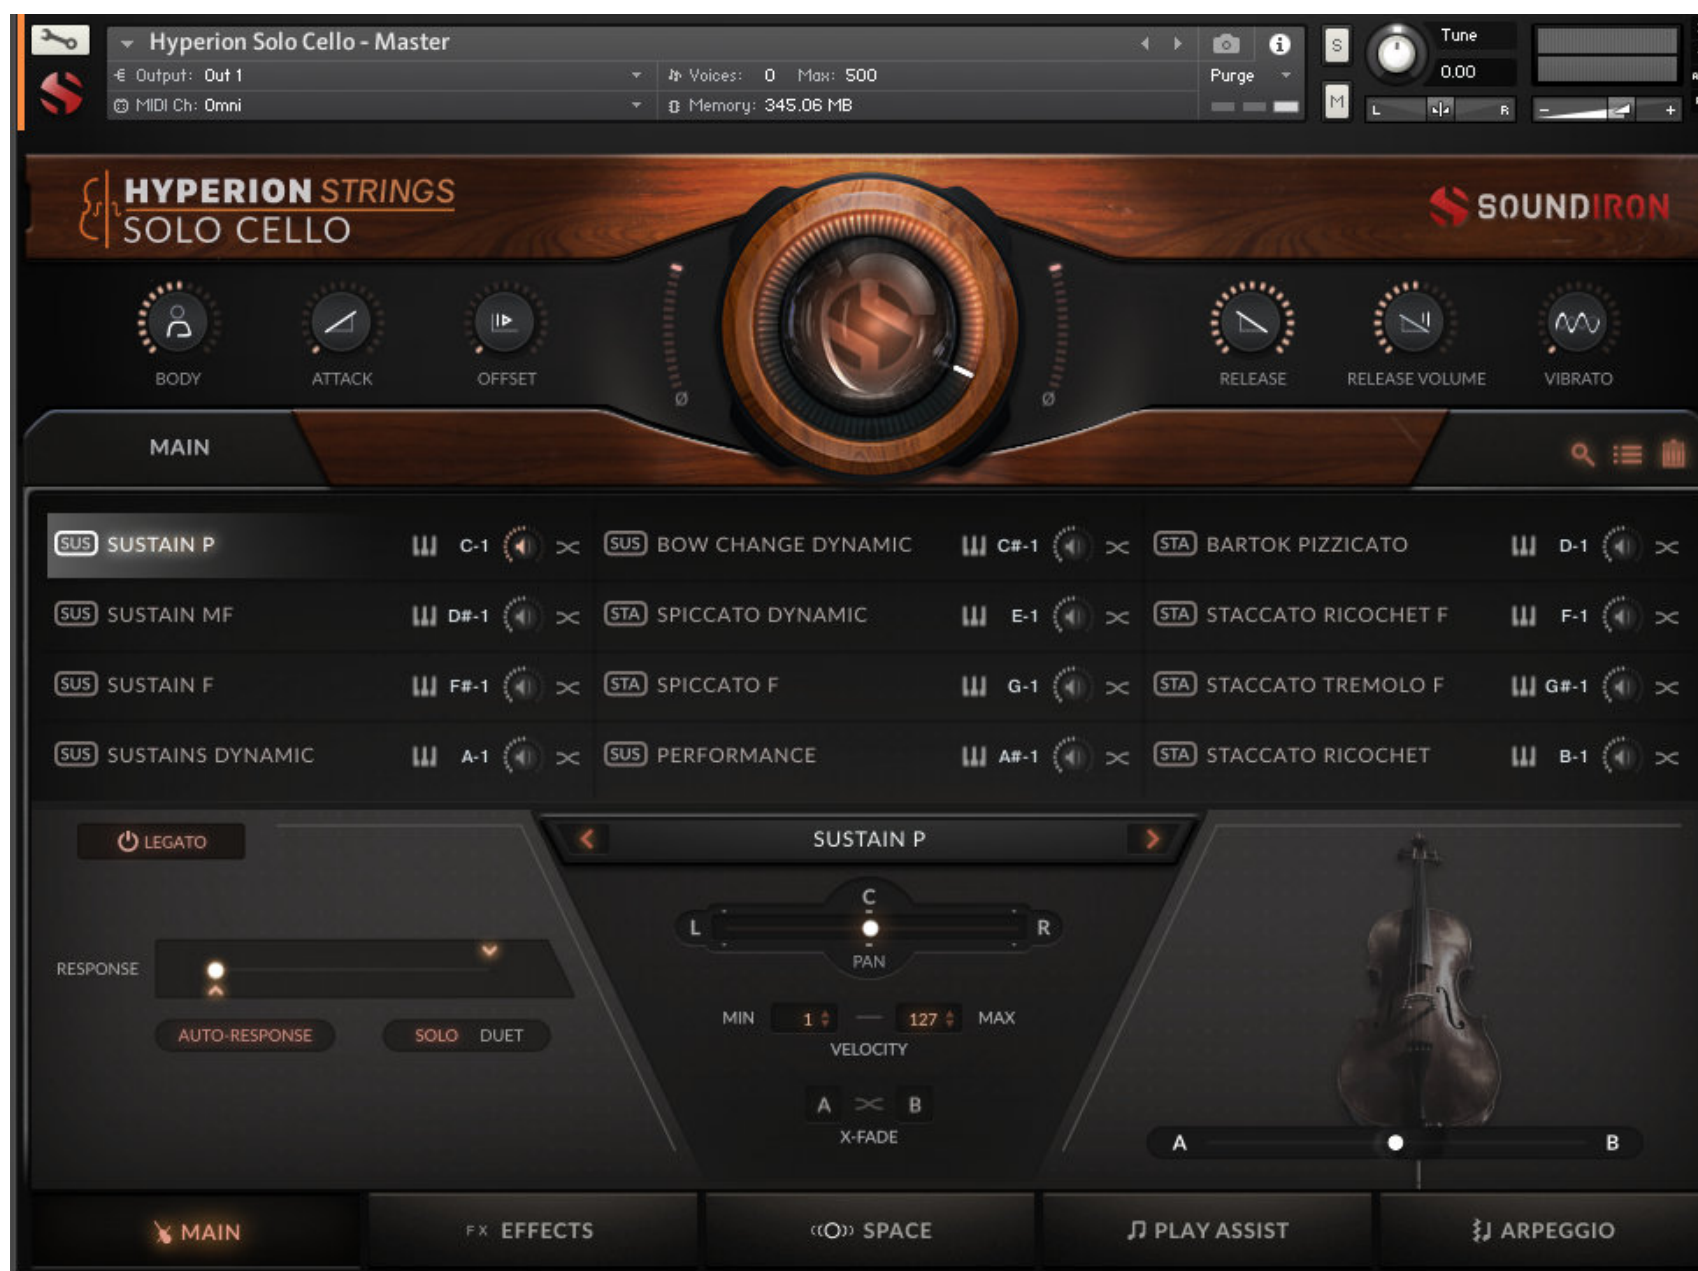 Hyperion Solo Cello - Master
Output: Out 1
Voices: 0 Max: 500
Purge
MIDI Ch: Omni
Memory: 345.06 MB
S
M
Tune
0.00
L R
- +
HYPERION STRINGS
SOLO CELLO
SOUNDIRON
BODY
ATTACK
OFFSET
Ø
Ø
RELEASE
RELEASE VOLUME
VIBRATO
MAIN
SUS SUSTAIN P C-1
SUS BOW CHANGE DYNAMIC C#-1
STA BARTOK PIZZICATO D-1
SUS SUSTAIN MF D#-1
STA SPICCATO DYNAMIC E-1
STA STACCATO RICOCHET F F-1
SUS SUSTAIN F F#-1
STA SPICCATO F G-1
STA STACCATO TREMOLO F G#-1
SUS SUSTAINS DYNAMIC A-1
SUS PERFORMANCE A#-1
STA STACCATO RICOCHET B-1
LEGATO
RESPONSE
AUTO-RESPONSE
SOLO DUET
SUSTAIN P
C
L R
PAN
MIN 1 — 127 MAX
VELOCITY
A B
X-FADE
A B
MAIN
FX EFFECTS
SPACE
PLAY ASSIST
ARPEGGIO